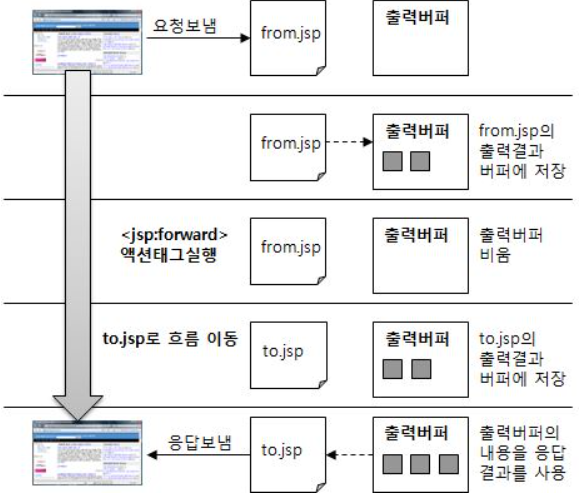 요청보냄
from.jsp
출력버퍼
from.jsp
출력버퍼
from.jsp의
출력결과
버퍼에 저장
<jsp:forward>
액션태그실행
from.jsp
출력버퍼
출력버퍼
비움
to.jsp로 흐름 이동
to.jsp
출력버퍼
to.jsp의
출력결과
버퍼에 저장
응답보냄
to.jsp
출력버퍼
출력버퍼의
내용을 응답
결과를 사용